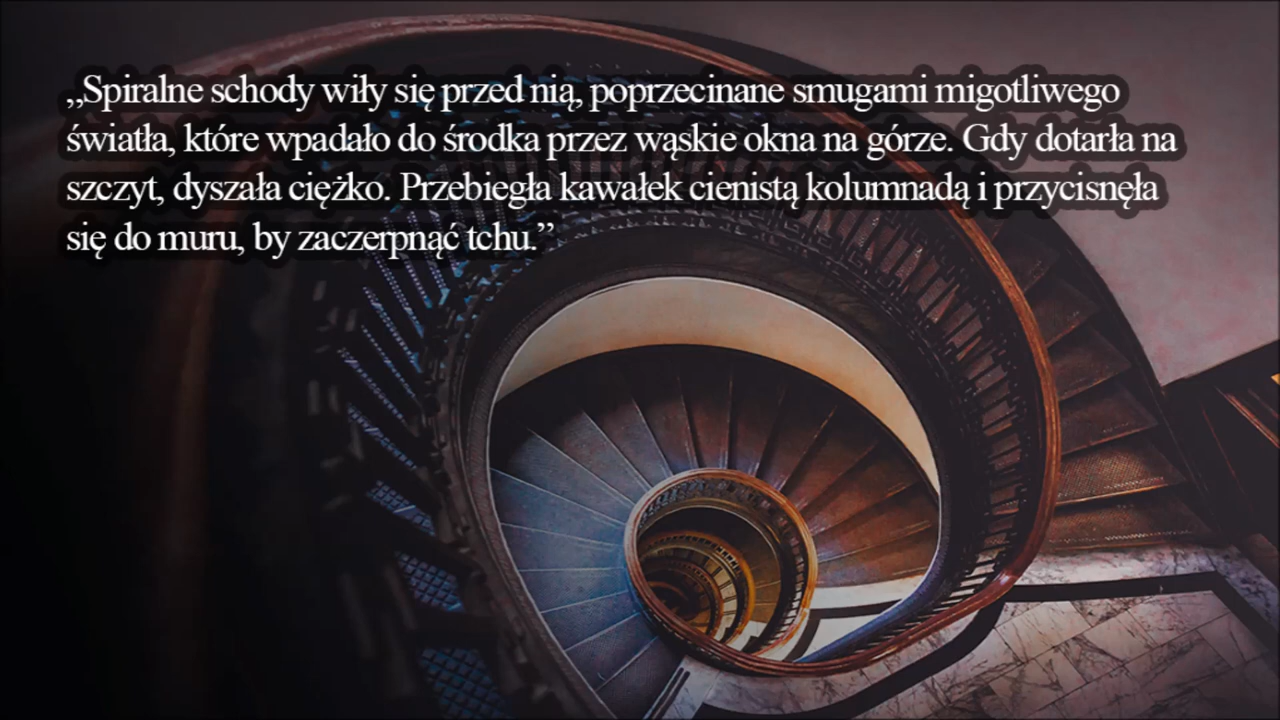 „Spiralne schody wiły się przed nią, poprzecinane smugami migotliwego
światła, które wpadało do środka przez wąskie okna na górze. Gdy dotarła na
szczyt, dyszała ciężko. Przebiegła kawałek cienistą kolumnadą i przycisnęła
się do muru, by zaczerpnąć tchu.”